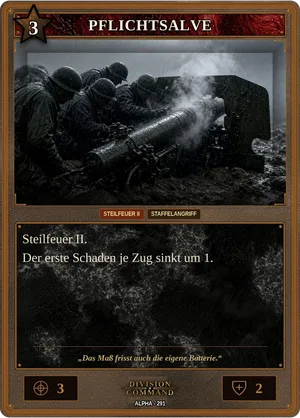 3
PFLICHTSALVE
STEILFEUER II STAFFELANGRIFF
Steilfeuer II.
Der erste Schaden je Zug sinkt um 1.
„Das Maß frisst auch die eigene Batterie.“
3 DIVISION COMMAND 2
ALPHA - 291